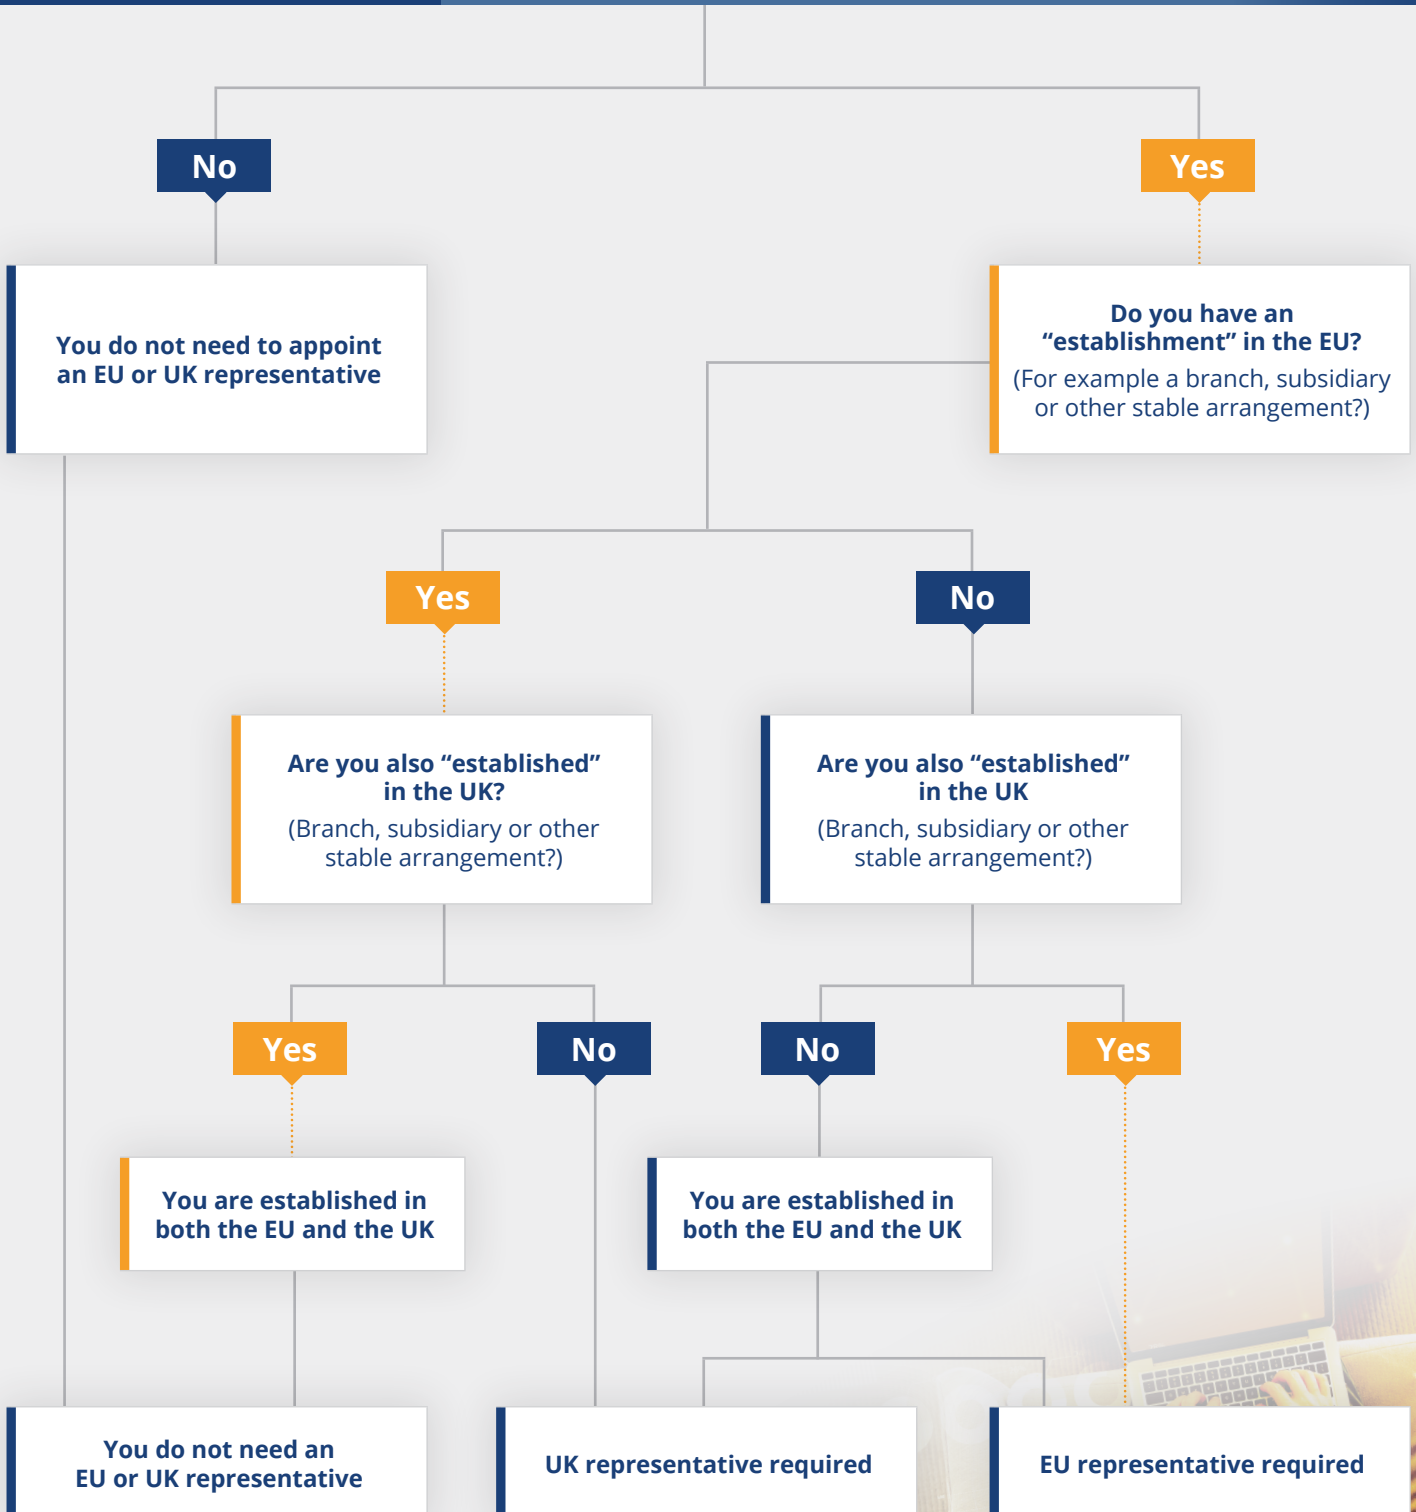 No
Yes
You do not need to appoint
an EU or UK representative
Do you have an
“establishment” in the EU?
(For example a branch, subsidiary
or other stable arrangement?)
Yes
No
Are you also “established”
in the UK?
(Branch, subsidiary or other
stable arrangement?)
Are you also “established”
in the UK
(Branch, subsidiary or other
stable arrangement?)
Yes
No
No
Yes
You are established in
both the EU and the UK
You are established in
both the EU and the UK
You do not need an
EU or UK representative
UK representative required
EU representative required